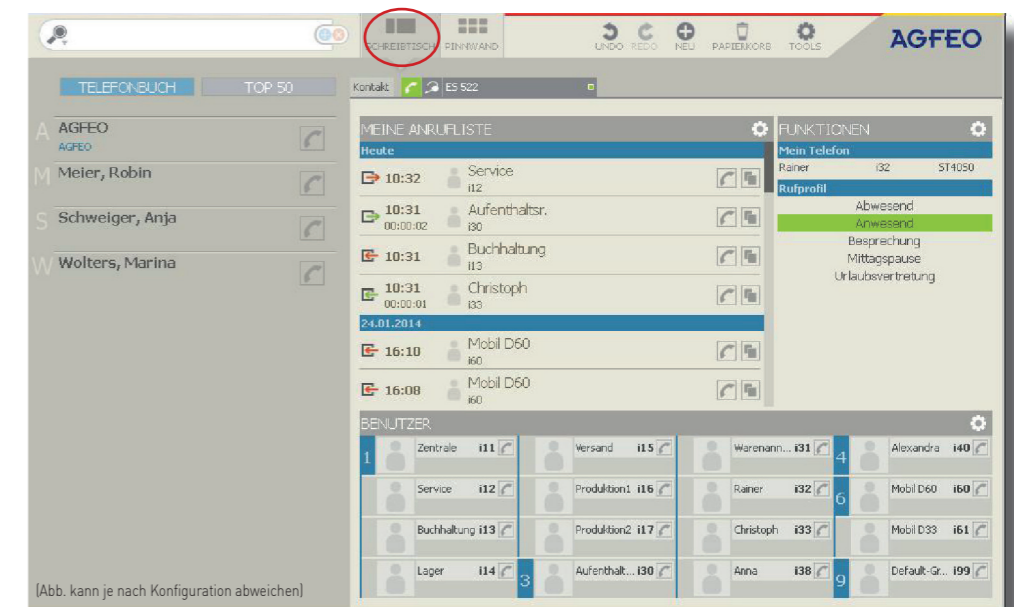 SCHREIBTISCH PINNWAND UNDO REDO NEU PAPIERKORB TOOLS AGFEO
TELEFONBUCH TOP 50
A AGFEO
AGFEO
M Meier, Robin
S Schweiger, Anja
W Wolters, Marina
[Abb. kann je nach Konfiguration abweichen]
Kontakt ES 522
MEINE ANRUFLISTE
Heute
10:32 Service
i12
10:31 Aufenthaltsr.
00:00:02 i30
10:31 Buchhaltung
i13
10:31 Christoph
00:00:01 i33
24.01.2014
16:10 Mobil D60
i60
16:08 Mobil D60
i60
FUNKTIONEN
Mein Telefon
Rainer i32 ST4050
Rufprofil
Abwesend
Anwesend
Besprechung
Mittagspause
Urlaubsvertretung
BENUTZER
1 Zentrale i11 Versand i15 Warenann... i31 4 Alexandra i40
Service i12 Produktion1 i16 Rainer i32 6 Mobil D60 i60
Buchhaltung i13 Produktion2 i17 Christoph i33 Mobil D33 i61
Lager i14 3 Aufenthalt... i30 Anna i38 9 Default-Gr... i99